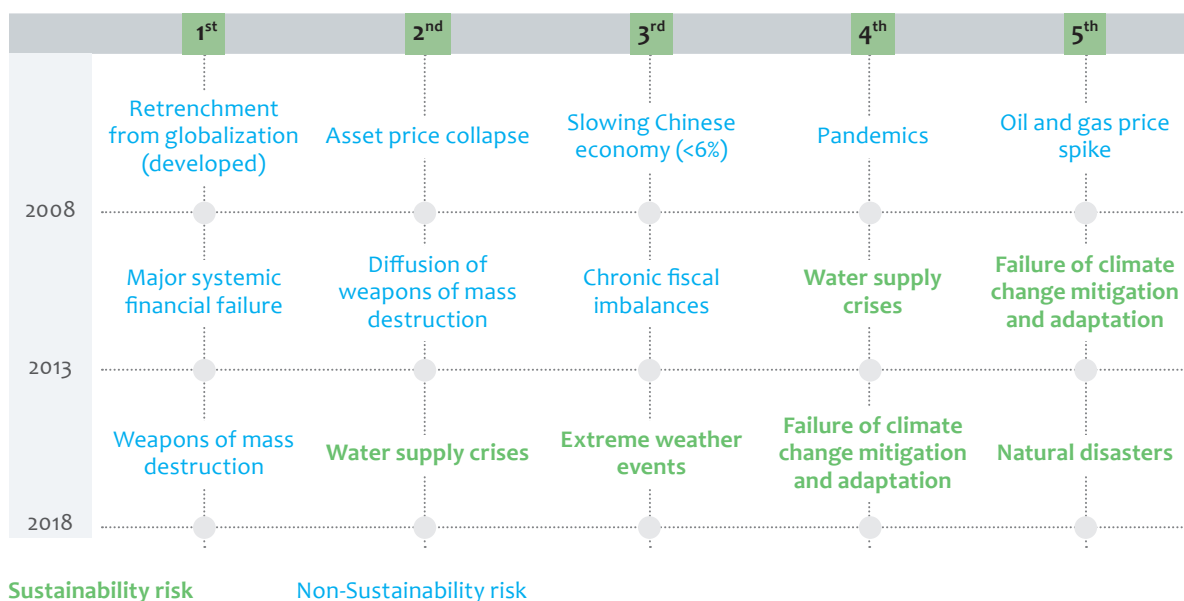 1st 2nd 3rd 4th 5th
Retrenchment
from globalization
(developed)
Asset price collapse
Slowing Chinese
economy (<6%)
Pandemics
Oil and gas price
spike
2008
Major systemic
financial failure
Diffusion of
weapons of mass
destruction
Chronic fiscal
imbalances
Water supply
crises
Failure of climate
change mitigation
and adaptation
2013
Weapons of mass
destruction
Water supply crises
Extreme weather
events
Failure of climate
change mitigation
and adaptation
Natural disasters
2018
Sustainability risk
Non-Sustainability risk